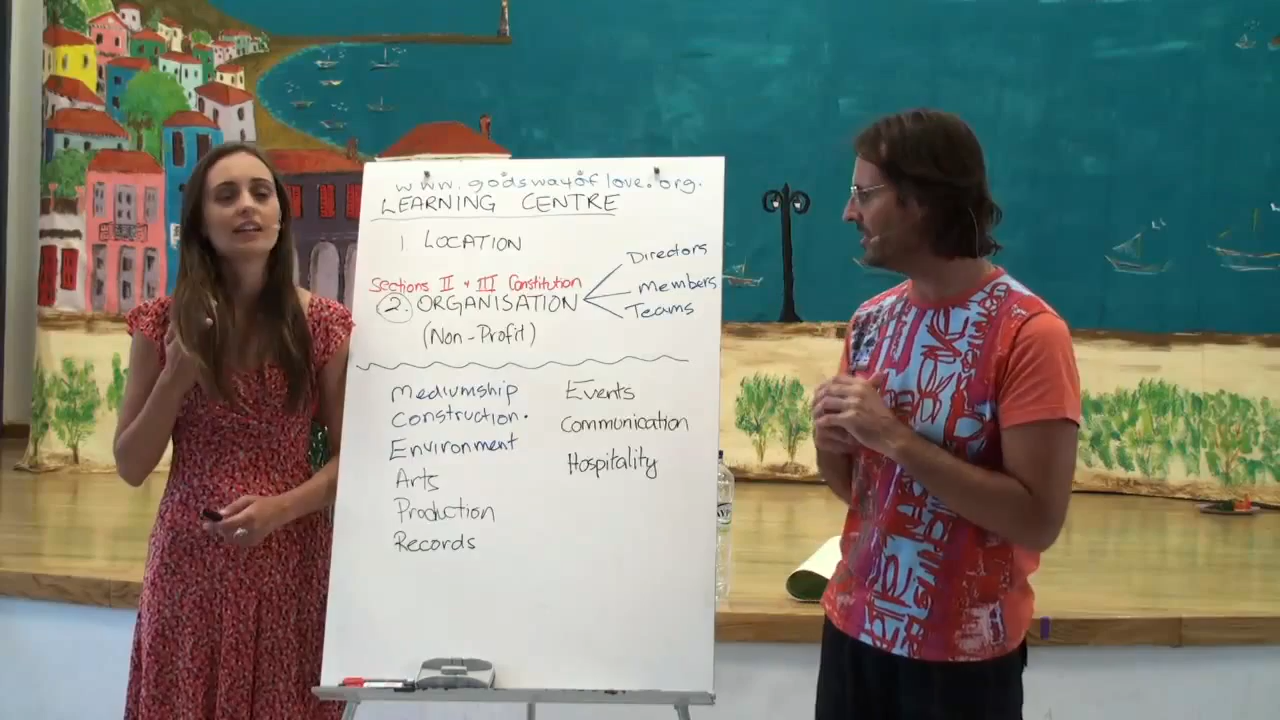 www.godswayoflove.org.
LEARNING CENTRE
1. LOCATION
Sections II + III Constitution
2. ORGANISATION
(Non-Profit)
Directors
Members
Teams
Mediumship
Construction.
Environment
Arts
Production
Records
Events
Communication
Hospitality